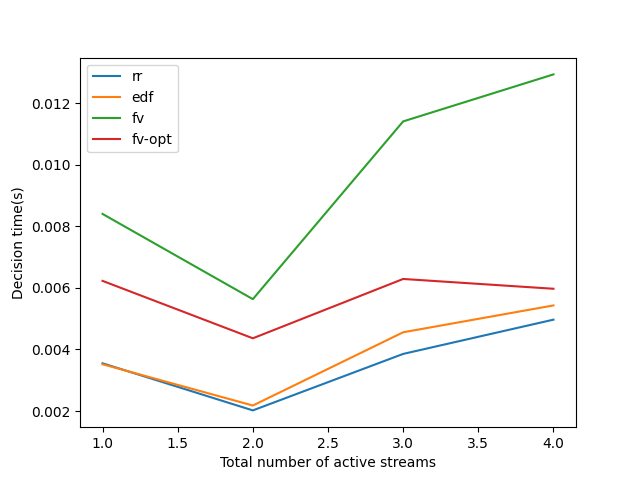 rr
edf
fv
fv-opt
0.012
0.010
0.008
0.006
0.004
0.002
Decision time(s)
1.0 1.5 2.0 2.5 3.0 3.5 4.0
Total number of active streams